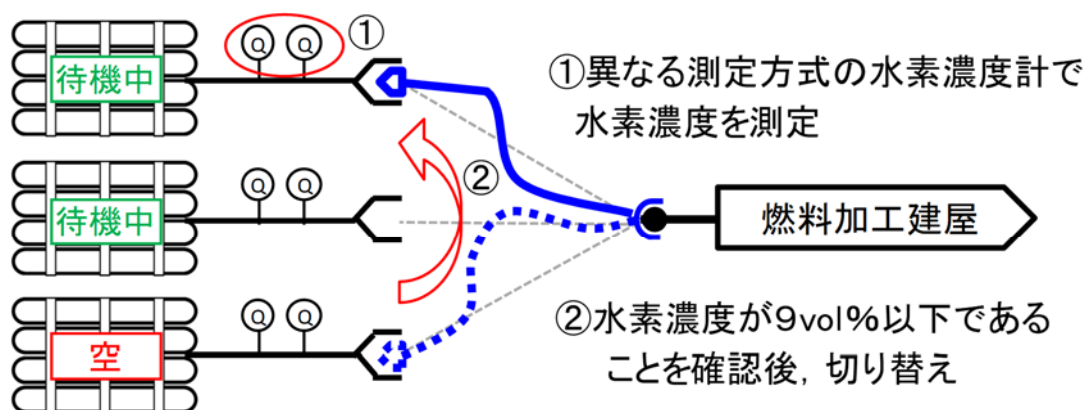 待機中
Q Q
①
①異なる測定方式の水素濃度計で
水素濃度を測定
待機中
Q Q
②
燃料加工建屋
空
Q Q
②水素濃度が9vol%以下である
ことを確認後,切り替え